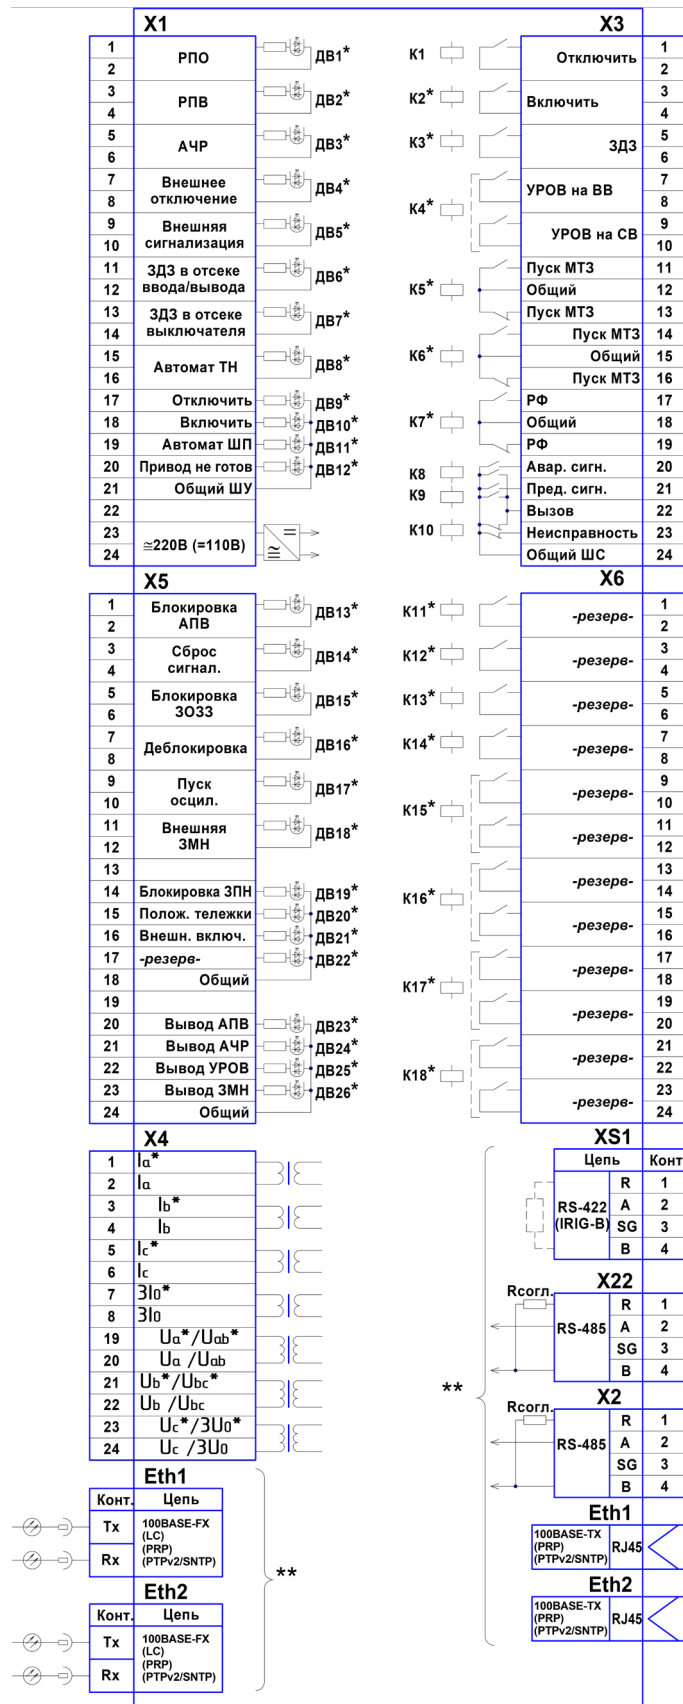 X1
1
РПО
ДВ1*
2
3
РПВ
ДВ2*
4
5
АЧР
ДВ3*
6
7
Внешнее
отключение
ДВ4*
8
9
Внешняя
сигнализация
ДВ5*
10
11
ЗДЗ в отсеке
ввода/вывода
ДВ6*
12
13
ЗДЗ в отсеке
выключателя
ДВ7*
14
15
Автомат ТН
ДВ8*
16
17 Отключить ДВ9*
18 Включить ДВ10*
19 Автомат ШП ДВ11*
20 Привод не готов ДВ12*
21 Общий ШУ
22
23
≅220В (=110В)
=
≅
24
X3
К1
Отключить
1
2
К2*
Включить
3
4
К3*
ЗДЗ
5
6
К4*
УРОВ на ВВ
7
8
УРОВ на СВ
9
10
К5*
Пуск МТЗ 11
Общий 12
Пуск МТЗ 13
К6*
Пуск МТЗ 14
Общий 15
Пуск МТЗ 16
К7*
РФ 17
Общий 18
РФ 19
К8
Авар. сигн. 20
К9
Пред. сигн. 21
Вызов 22
К10
Неисправность 23
Общий ШС 24
X5
1
Блокировка
АПВ
ДВ13*
2
3
Сброс
сигнал.
ДВ14*
4
5
Блокировка
ЗОЗЗ
ДВ15*
6
7
Деблокировка
ДВ16*
8
9
Пуск
осцил.
ДВ17*
10
11
Внешняя
ЗМН
ДВ18*
12
13
14 Блокировка ЗПН ДВ19*
15 Полож. тележки ДВ20*
16 Внешн. включ. ДВ21*
17 -резерв- ДВ22*
18 Общий
19
20 Вывод АПВ ДВ23*
21 Вывод АЧР ДВ24*
22 Вывод УРОВ ДВ25*
23 Вывод ЗМН ДВ26*
24 Общий
X6
К11*
-резерв-
1
2
К12*
-резерв-
3
4
К13*
-резерв-
5
6
К14*
-резерв-
7
8
К15*
-резерв-
9
10
-резерв-
11
12
К16*
-резерв-
13
14
-резерв-
15
16
К17*
-резерв-
17
18
-резерв-
19
20
К18*
-резерв-
21
22
-резерв-
23
24
X4
1 Ia*
2 Ia
3 Ib*
4 Ib
5 Ic*
6 Ic
7 3I0*
8 3I0
19 Ua*/Uab*
20 Ua /Uab
21 Ub*/Ubc*
22 Ub /Ubc
23 Uc*/3U0*
24 Uc /3U0
Eth1
Конт. Цепь
Tx
Rx
100BASE-FX
(LC)
(PRP)
(PTPv2/SNTP)
Eth2
Конт. Цепь
Tx
Rx
100BASE-FX
(LC)
(PRP)
(PTPv2/SNTP)
**
XS1
Цепь Конт
RS-422
(IRIG-B)
R 1
A 2
SG 3
B 4
X22
Rсогл.
RS-485
R 1
A 2
SG 3
B 4
**
X2
Rсогл.
RS-485
R 1
A 2
SG 3
B 4
Eth1
100BASE-TX
(PRP)
(PTPv2/SNTP)
RJ45
Eth2
100BASE-TX
(PRP)
(PTPv2/SNTP)
RJ45